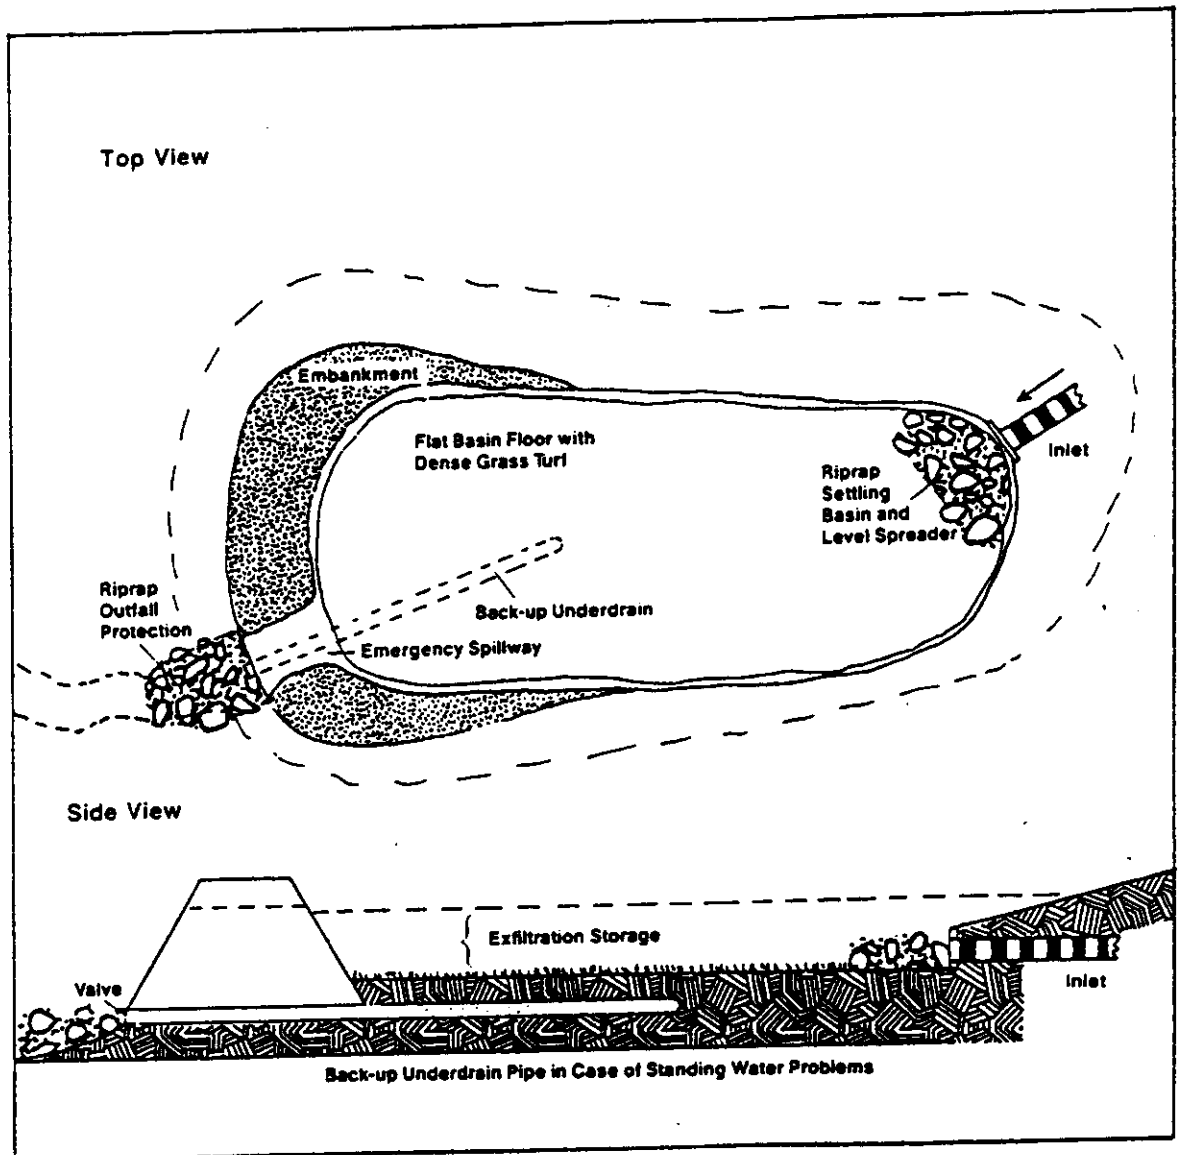 Top View
Embankment
Flat Basin Floor with
Dense Grass Turf
Inlet
Riprap
Settling
Basin and
Level Spreader
Riprap
Outfall
Protection
Back-up Underdrain
Emergency Spillway
Side View
Exfiltration Storage
Valve
Inlet
Back-up Underdrain Pipe in Case of Standing Water Problems